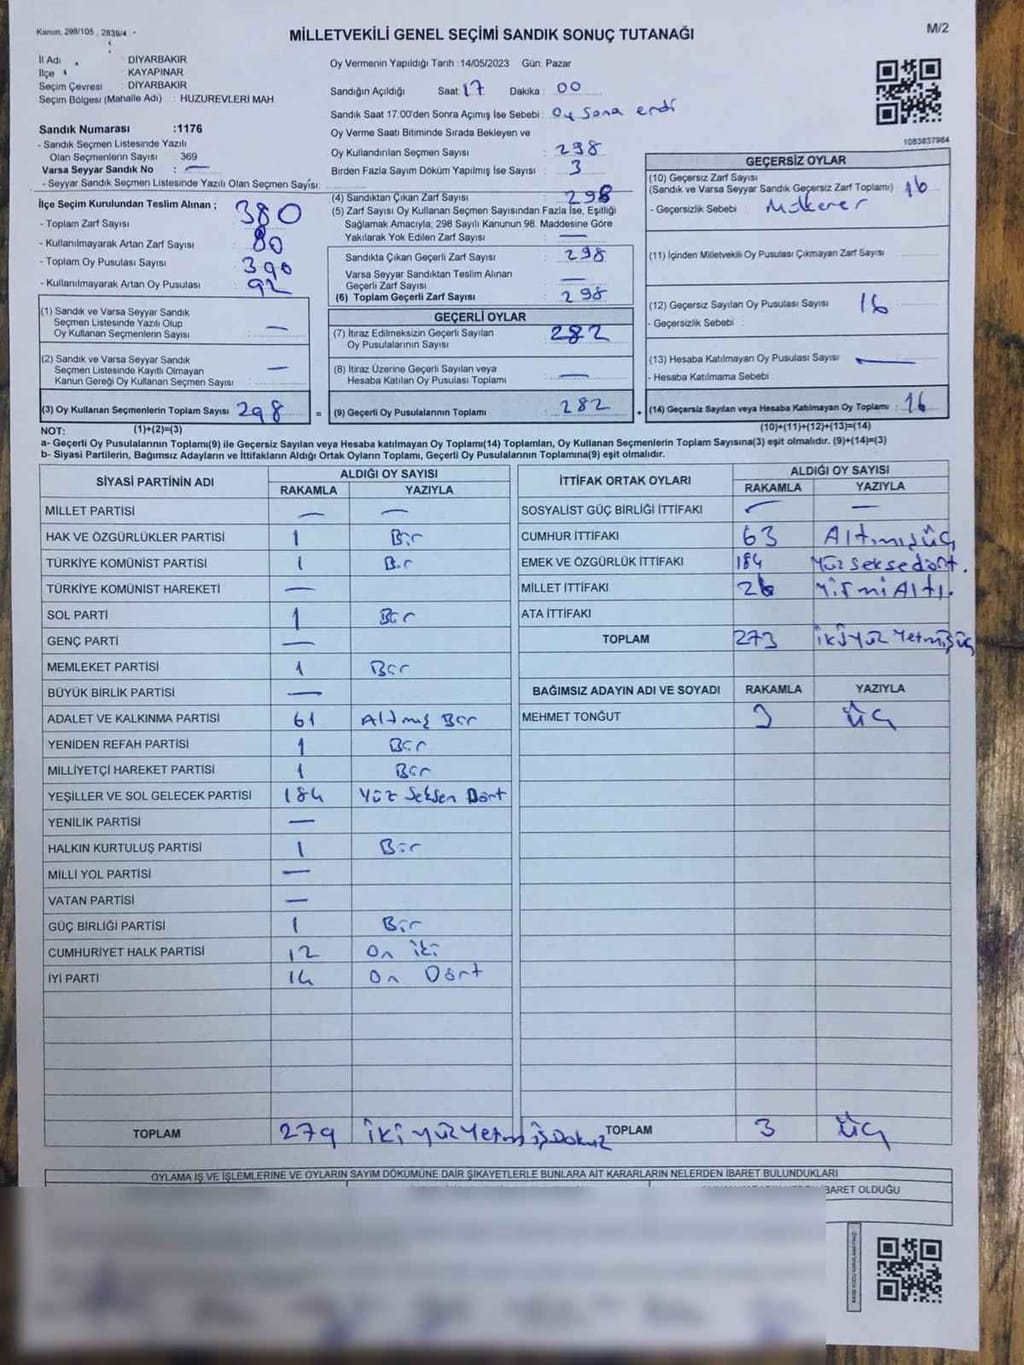 Kanun, 298/105, 2839/4
M/2
MİLLETVEKİLİ GENEL SEÇİMİ SANDIK SONUÇ TUTANAĞI
İl Adı : DİYARBAKIR
İlçe : KAYAPINAR
Seçim Çevresi : DİYARBAKIR
Seçim Bölgesi (Mahalle Adı) : HUZUREVLERİ MAH
Sandık Numarası :1176
- Sandık Seçmen Listesinde Yazılı
Olan Seçmenlerin Sayısı : 369
Varsa Seyyar Sandık No : —
- Seyyar Sandık Seçmen Listesinde Yazılı Olan Seçmen Sayısı:
İlçe Seçim Kurulundan Teslim Alınan ;
- Toplam Zarf Sayısı : 380
- Kullanılmayarak Artan Zarf Sayısı : 80
- Toplam Oy Pusulası Sayısı : 390
- Kullanılmayarak Artan Oy Pusulası : 92
(1) Sandık ve Varsa Seyyar Sandık
Seçmen Listesinde Yazılı Olup
Oy Kullanan Seçmenlerin Sayısı : —
(2) Sandık ve Varsa Seyyar Sandık
Seçmen Listesinde Kayıtlı Olmayan
Kanun Gereği Oy Kullanan Seçmen Sayısı : —
(3) Oy Kullanan Seçmenlerin Toplam Sayısı : 298
(1)+(2)=(3)
Oy Vermenin Yapıldığı Tarih :14/05/2023 Gün: Pazar
Sandığın Açıldığı Saat: 17 Dakika: 00
Sandık Saat 17:00'den Sonra Açımış İse Sebebi : Oy Sona erdi
Oy Verme Saati Bitiminde Sırada Bekleyen ve
Oy Kullandırılan Seçmen Sayısı : 298
Birden Fazla Sayım Döküm Yapılmış İse Sayısı : 3
(4) Sandıktan Çıkan Zarf Sayısı : 298
(5) Zarf Sayısı Oy Kullanan Seçmen Sayısından Fazla İse, Eşitliği
Sağlamak Amacıyla; 298 Sayılı Kanunun 98. Maddesine Göre
Yakılarak Yok Edilen Zarf Sayısı : —
Sandıkta Çıkan Geçerli Zarf Sayısı : 298
Varsa Seyyar Sandıktan Teslim Alınan
Geçerli Zarf Sayısı : —
(6) Toplam Geçerli Zarf Sayısı : 298
GEÇERLİ OYLAR
(7) İtiraz Edilmeksizin Geçerli Sayılan
Oy Pusulalarının Sayısı : 282
(8) İtiraz Üzerine Geçerli Sayılan veya
Hesaba Katılan Oy Pusulası Toplamı : —
= (9) Geçerli Oy Pusulalarının Toplamı : 282
1083837984
GEÇERSİZ OYLAR
(10) Geçersiz Zarf Sayısı
(Sandık ve Varsa Seyyar Sandık Geçersiz Zarf Toplamı) : 16
- Geçersizlik Sebebi :
(11) İçinden Milletvekili Oy Pusulası Çıkmayan Zarf Sayısı :
(12) Geçersiz Sayılan Oy Pusulası Sayısı : 16
- Geçersizlik Sebebi :
(13) Hesaba Katılmayan Oy Pusulası Sayısı : —
- Hesaba Katılmama Sebebi :
+ (14) Geçersiz Sayılan veya Hesaba Katılmayan Oy Toplamı : 16
(10)+(11)+(12)+(13)=(14)
NOT:
a- Geçerli Oy Pusulalarının Toplamı(9) ile Geçersiz Sayılan veya Hesaba katılmayan Oy Toplamı(14) Toplamları, Oy Kullanan Seçmenlerin Toplam Sayısına(3) eşit olmalıdır. (9)+(14)=(3)
b- Siyasi Partilerin, Bağımsız Adayların ve İttifakların Aldığı Ortak Oyların Toplamı, Geçerli Oy Pusulalarının Toplamına(9) eşit olmalıdır.
SİYASİ PARTİNİN ADI ALDIĞI OY SAYISI
RAKAMLA YAZIYLA
MİLLET PARTİSİ — —
HAK VE ÖZGÜRLÜKLER PARTİSİ 1 Bir
TÜRKİYE KOMÜNİST PARTİSİ 1 Bir
TÜRKİYE KOMÜNİST HAREKETİ —
SOL PARTİ 1 Bir
GENÇ PARTİ —
MEMLEKET PARTİSİ 1 Bir
BÜYÜK BİRLİK PARTİSİ —
ADALET VE KALKINMA PARTİSİ 61 Altmış Bir
YENİDEN REFAH PARTİSİ 1 Bir
MİLLİYETÇİ HAREKET PARTİSİ 1 Bir
YEŞİLLER VE SOL GELECEK PARTİSİ 184 Yüz Seksen Dört
YENİLİK PARTİSİ —
HALKIN KURTULUŞ PARTİSİ 1 Bir
MİLLİ YOL PARTİSİ —
VATAN PARTİSİ —
GÜÇ BİRLİĞİ PARTİSİ 1 Bir
CUMHURİYET HALK PARTİSİ 12 On iki
İYİ PARTİ 14 On Dört
TOPLAM 279 İki Yüz Yetmiş Dokuz
İTTİFAK ORTAK OYLARI ALDIĞI OY SAYISI
RAKAMLA YAZIYLA
SOSYALİST GÜÇ BİRLİĞİ İTTİFAKI — —
CUMHUR İTTİFAKI 63 Altmışüç
EMEK VE ÖZGÜRLÜK İTTİFAKI 184 Yüz seksedört.
MİLLET İTTİFAKI 26 Yirmi Altı.
ATA İTTİFAKI
TOPLAM 273 İki Yüz Yetmişüç
BAĞIMSIZ ADAYIN ADI VE SOYADI RAKAMLA YAZIYLA
MEHMET TONĞUT 3 üç
TOPLAM 3 üç
OYLAMA İŞ VE İŞLEMLERİNE VE OYLARIN SAYIM DÖKÜMÜNE DAİR ŞİKAYETLERLE BUNLARA AİT KARARLARIN NELERDEN İBARET BULUNDUKLARI
BARET OLDUĞU